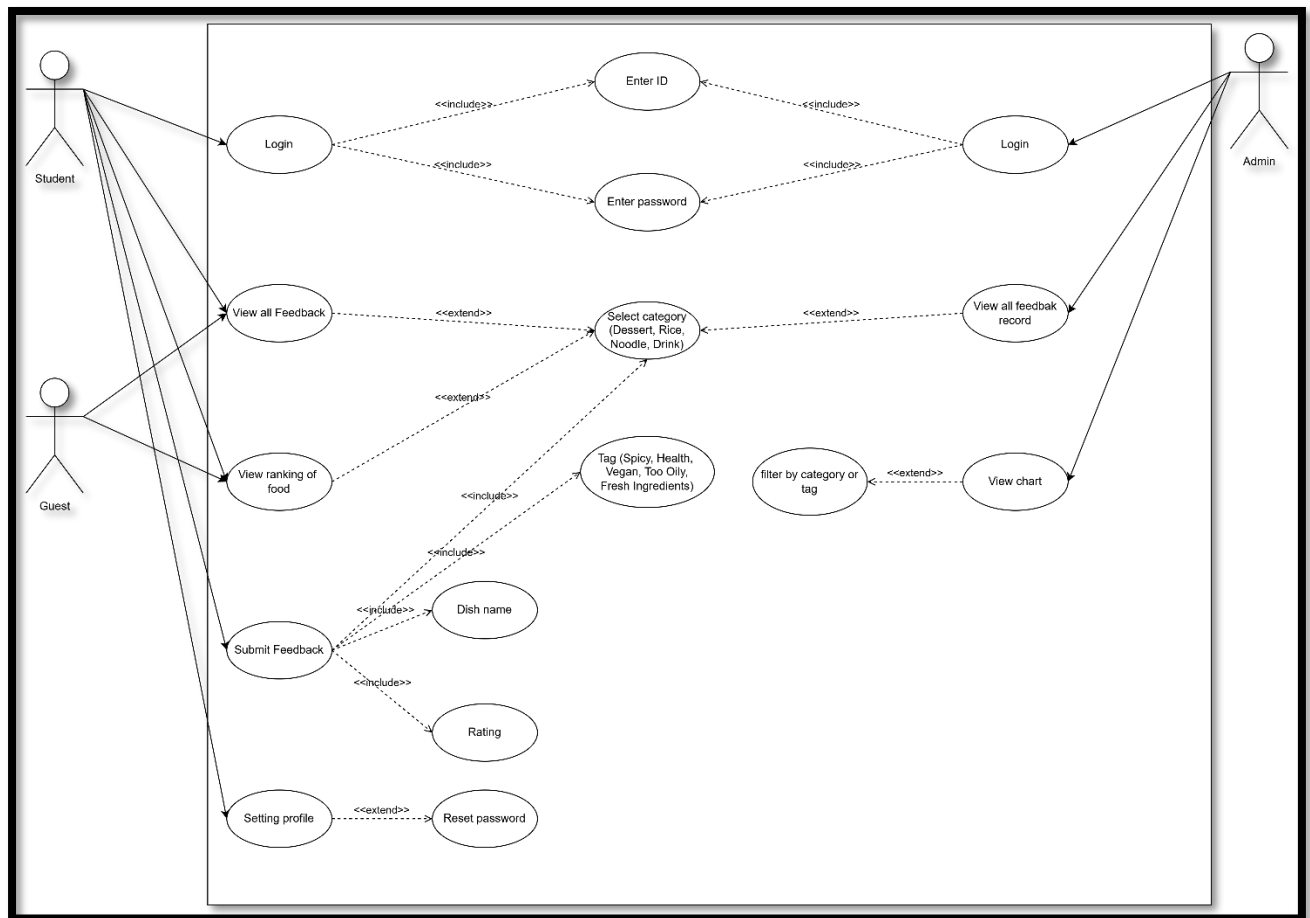 Enter ID
<<include>>
<<include>>
Login
Login
Student
Admin
<<include>>
<<include>>
Enter password
View all Feedback
<<extend>>
Select category
(Dessert, Rice,
Noodle, Drink)
<<extend>>
View all feedbak
record
<<extend>>
Guest
View ranking of
food
Tag (Spicy, Health,
Vegan, Too Oily,
Fresh Ingredients)
filter by category or
tag
<<extend>>
View chart
<<include>>
<<include>>
<<include>>
Dish name
Submit Feedback
<<include>>
Rating
Setting profile
<<extend>>
Reset password